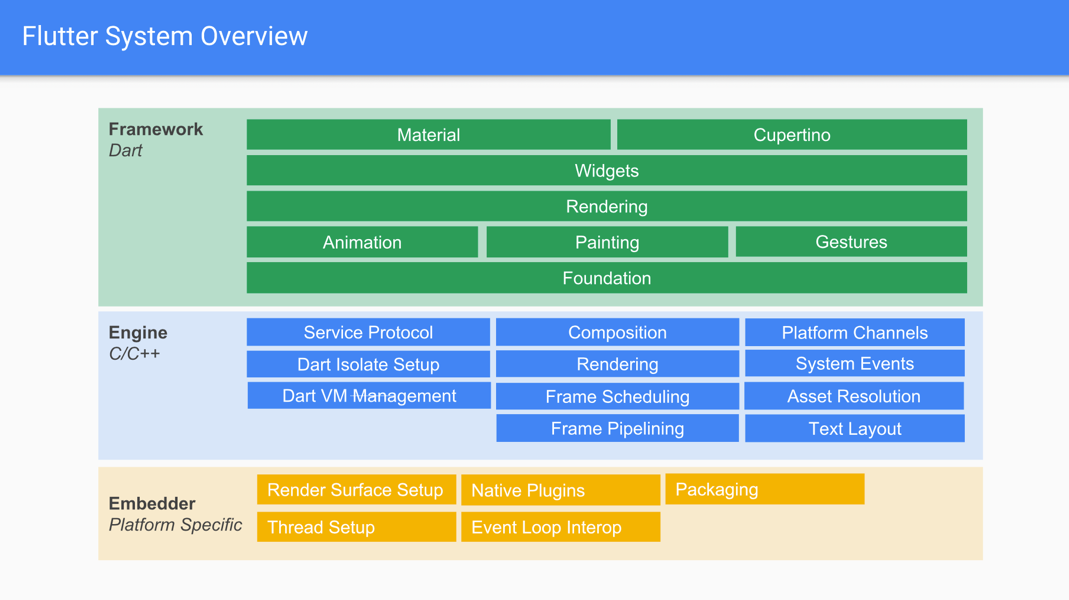 Flutter System Overview
Framework
Dart
Material
Cupertino
Widgets
Rendering
Animation
Painting
Gestures
Foundation
Engine
C/C++
Service Protocol
Composition
Platform Channels
Dart Isolate Setup
Rendering
System Events
Dart VM Management
Frame Scheduling
Asset Resolution
Frame Pipelining
Text Layout
Embedder
Platform Specific
Render Surface Setup
Native Plugins
Packaging
Thread Setup
Event Loop Interop